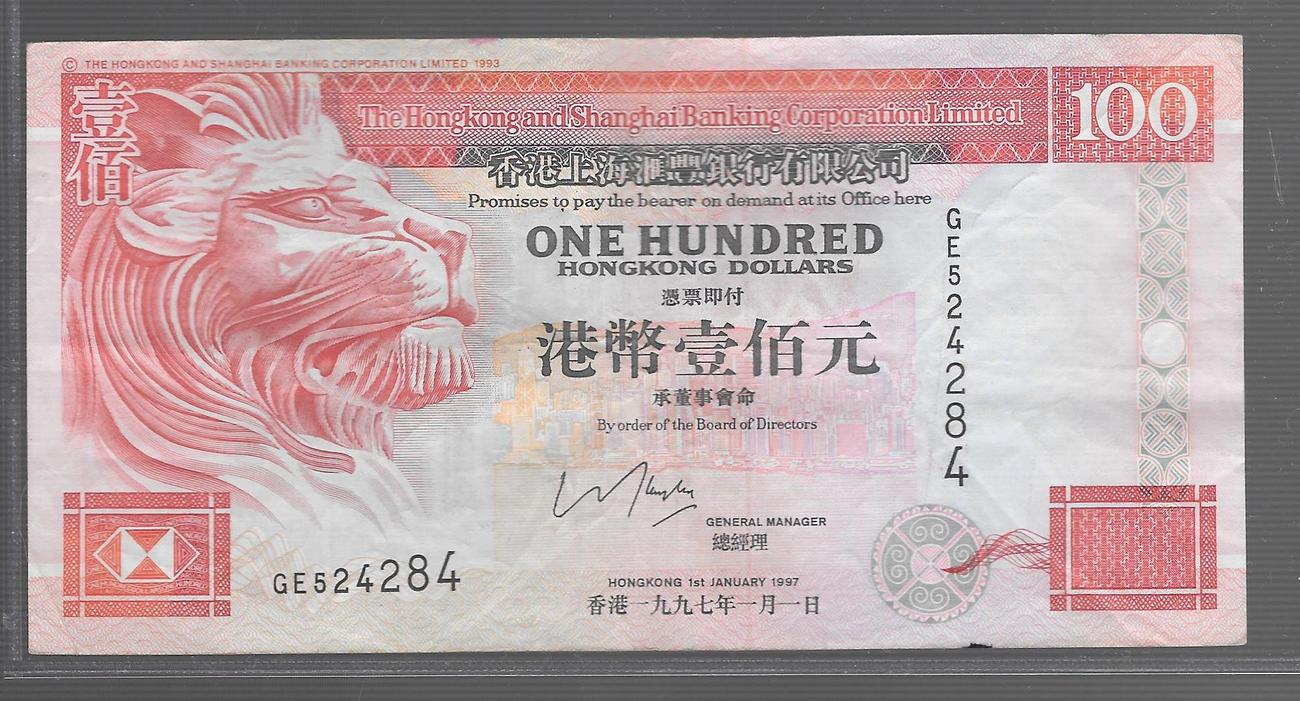 © THE HONGKONG AND SHANGHAI BANKING CORPORATION LIMITED 1993
壹佰
The Hongkong and Shanghai Banking Corporation Limited
100
香港上海滙豐銀行有限公司
Promises to pay the bearer on demand at its Office here
ONE HUNDRED
HONGKONG DOLLARS
憑票即付
港幣壹佰元
承董事會命
By order of the Board of Directors
GE524284
GENERAL MANAGER
總經理
GE524284
HONGKONG 1st JANUARY 1997
香港一九九七年一月一日